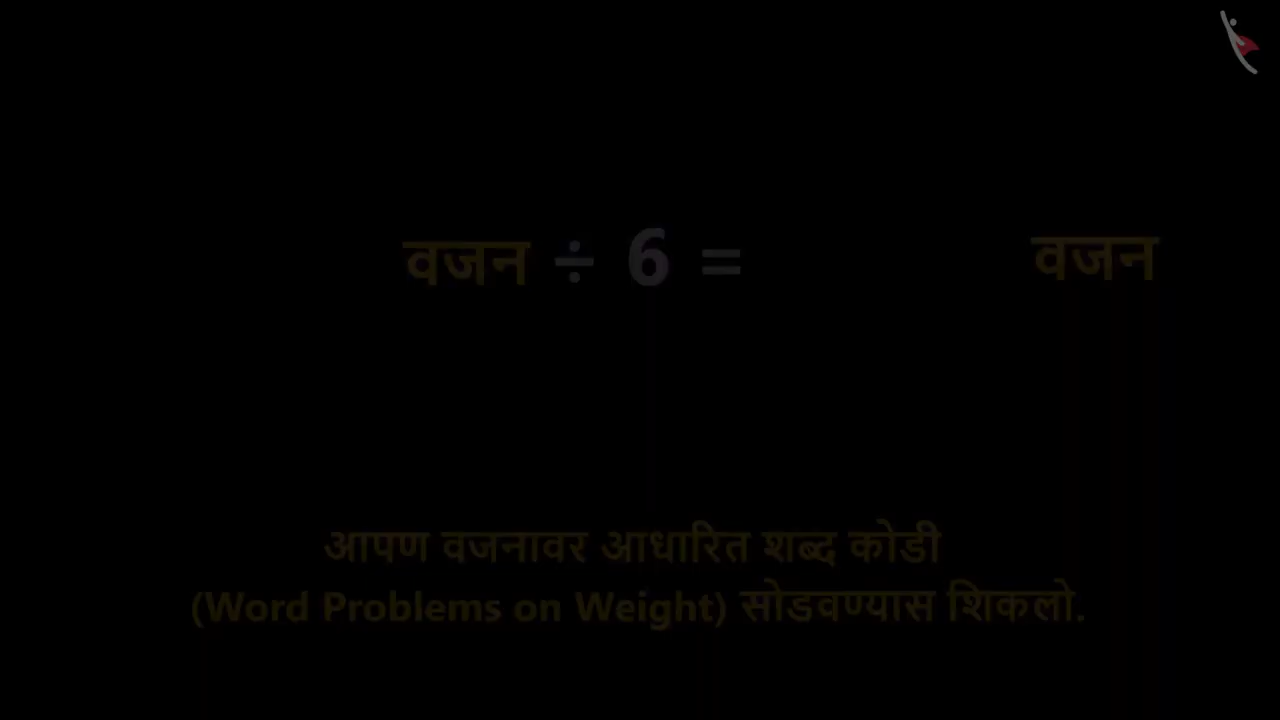 वजन ÷ 6 = वजन
आपण वजनावर आधारित शब्द कोडी
(Word Problems on Weight) सोडवण्यास शिकलो.